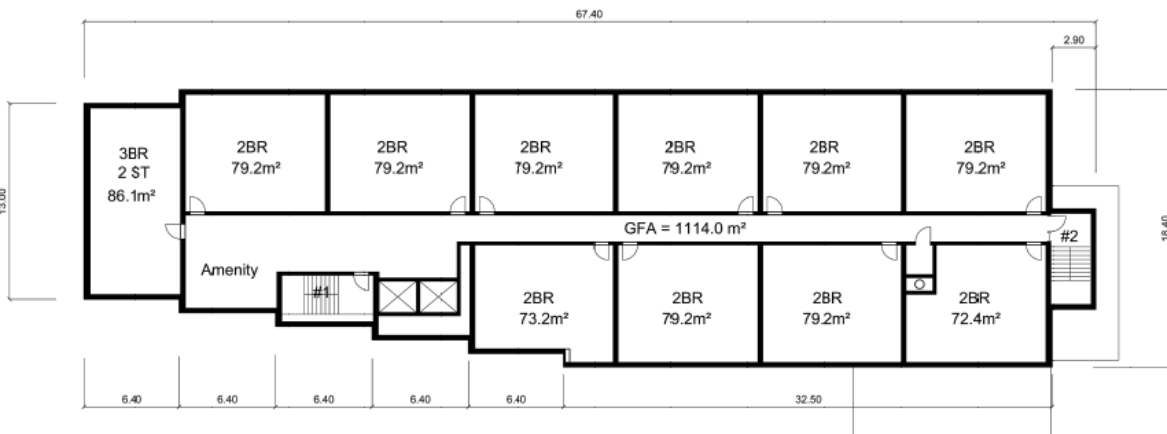 67.40
2.90
3BR
2 ST
86.1m²
2BR
79.2m²
2BR
79.2m²
2BR
79.2m²
2BR
79.2m²
2BR
79.2m²
2BR
79.2m²
13.00
18.40
GFA = 1114.0 m²
#2
Amenity
#1
2BR
73.2m²
2BR
79.2m²
2BR
79.2m²
2BR
72.4m²
6.40
6.40
6.40
6.40
6.40
32.50